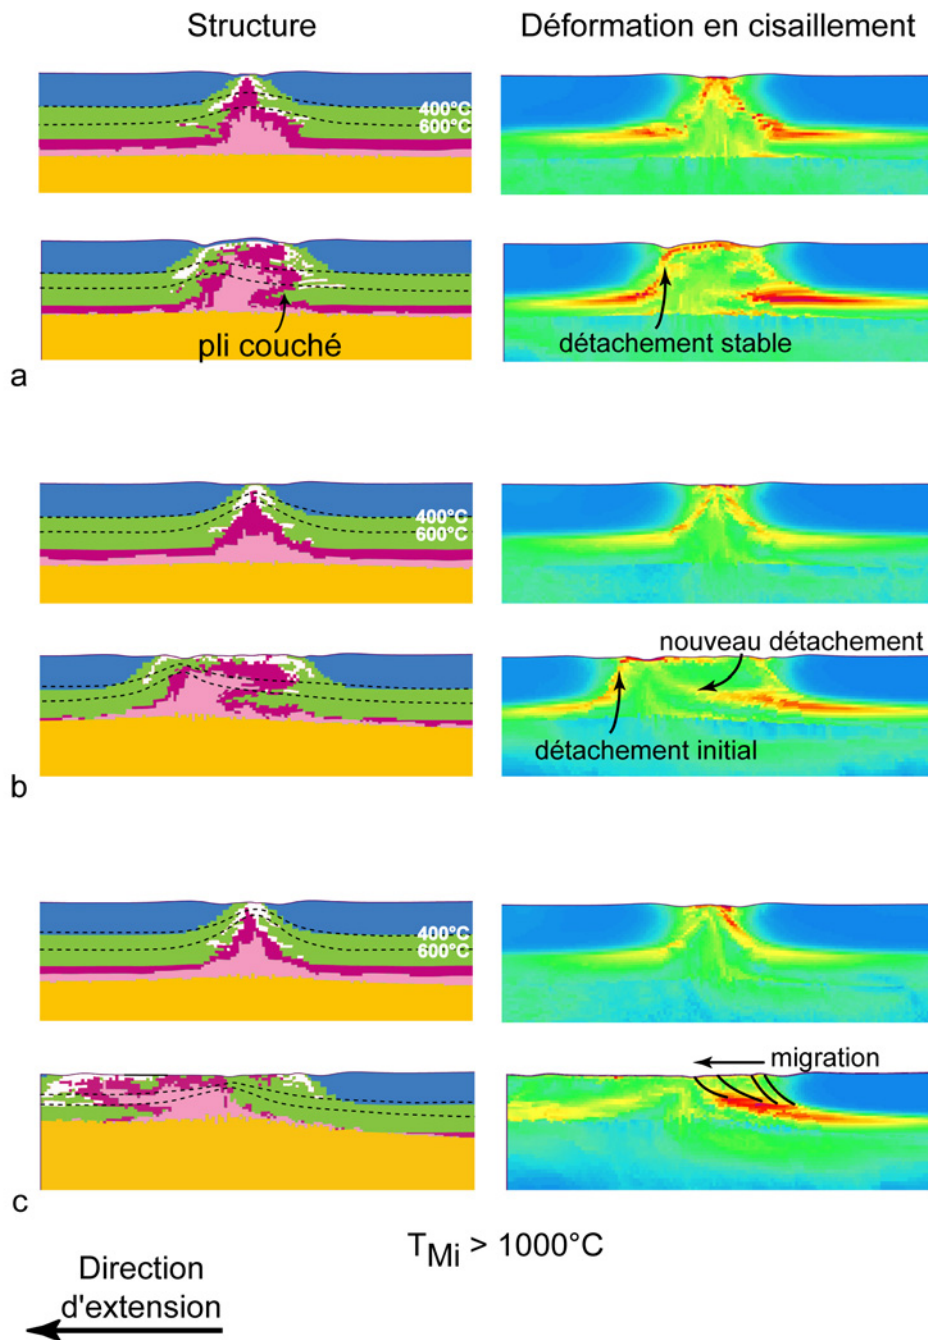 Structure
Déformation en cisaillement
400°C
600°C
pli couché
détachement stable
a
400°C
600°C
nouveau détachement
détachement initial
b
400°C
600°C
migration
c
TMi > 1000°C
Direction
d'extension